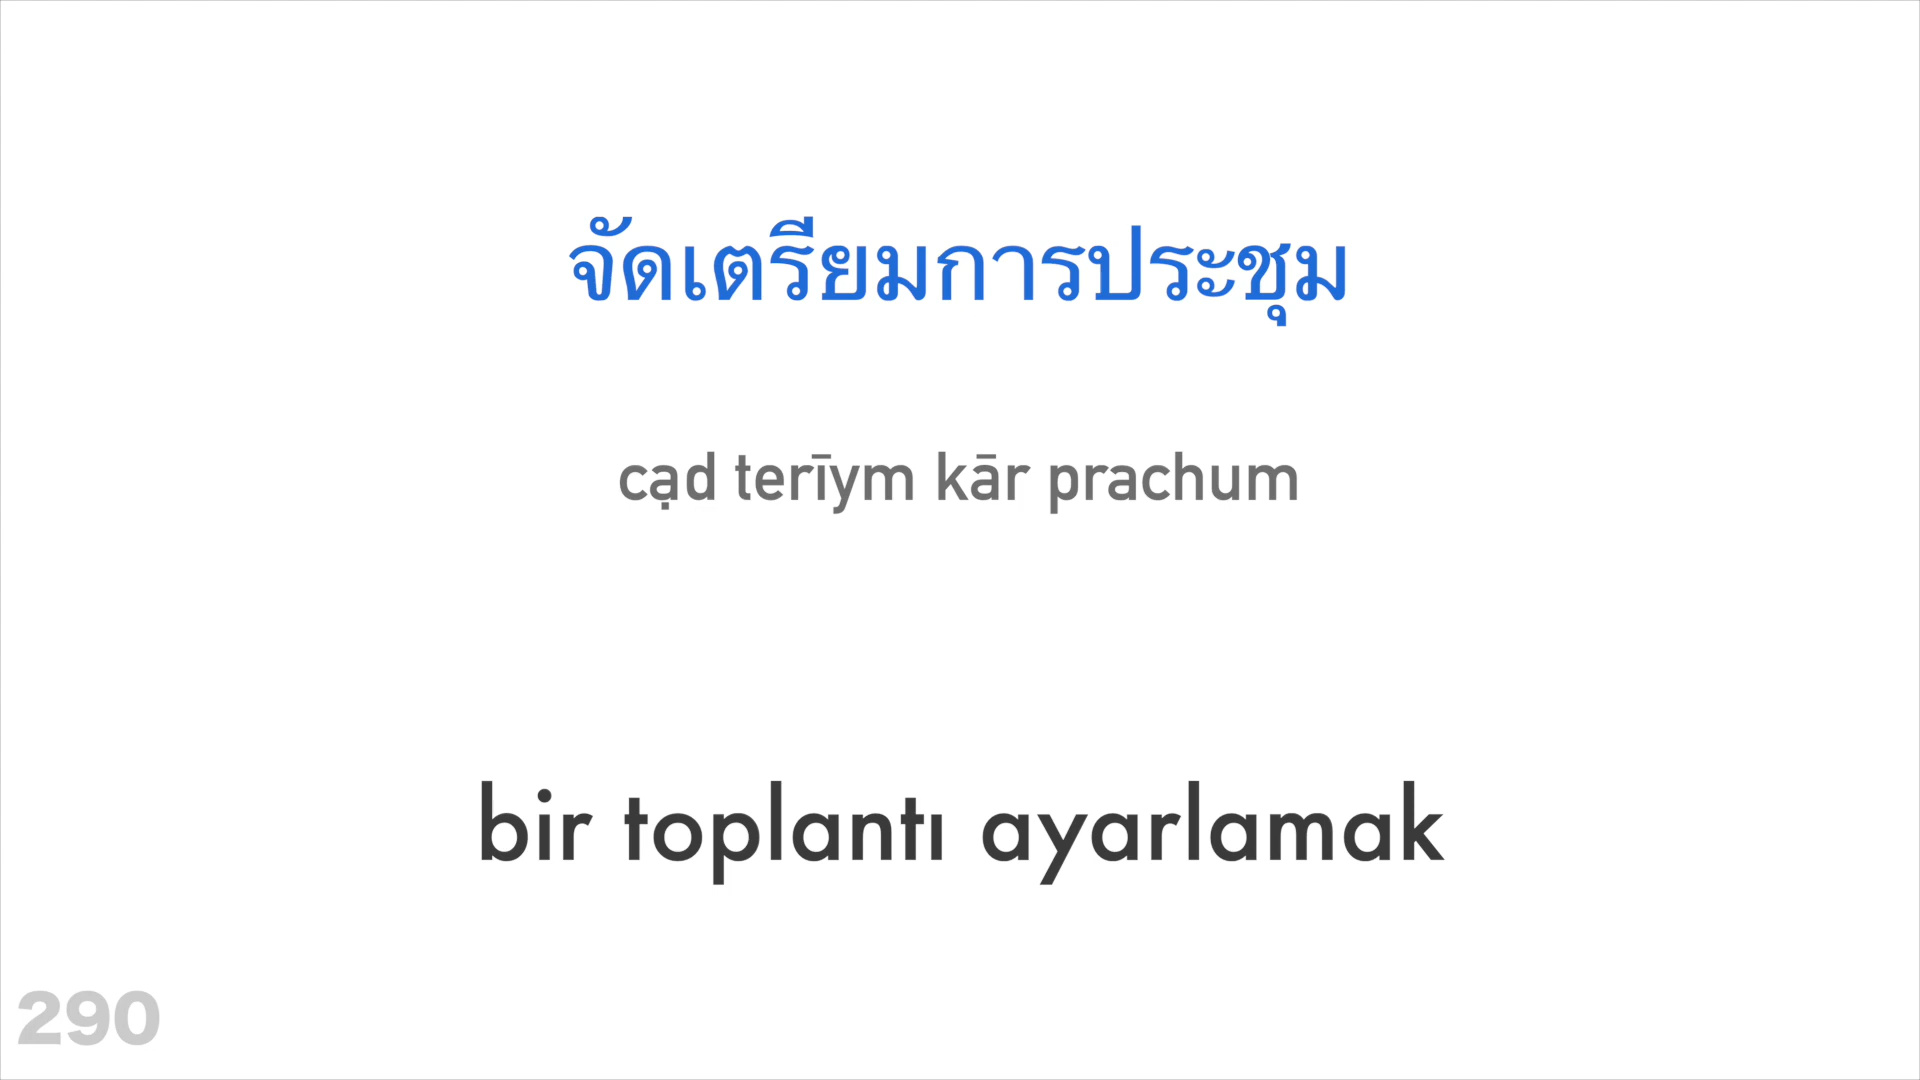 จัดเตรียมการประชุม
cạd terīym kār prachum
bir toplantı ayarlamak
290